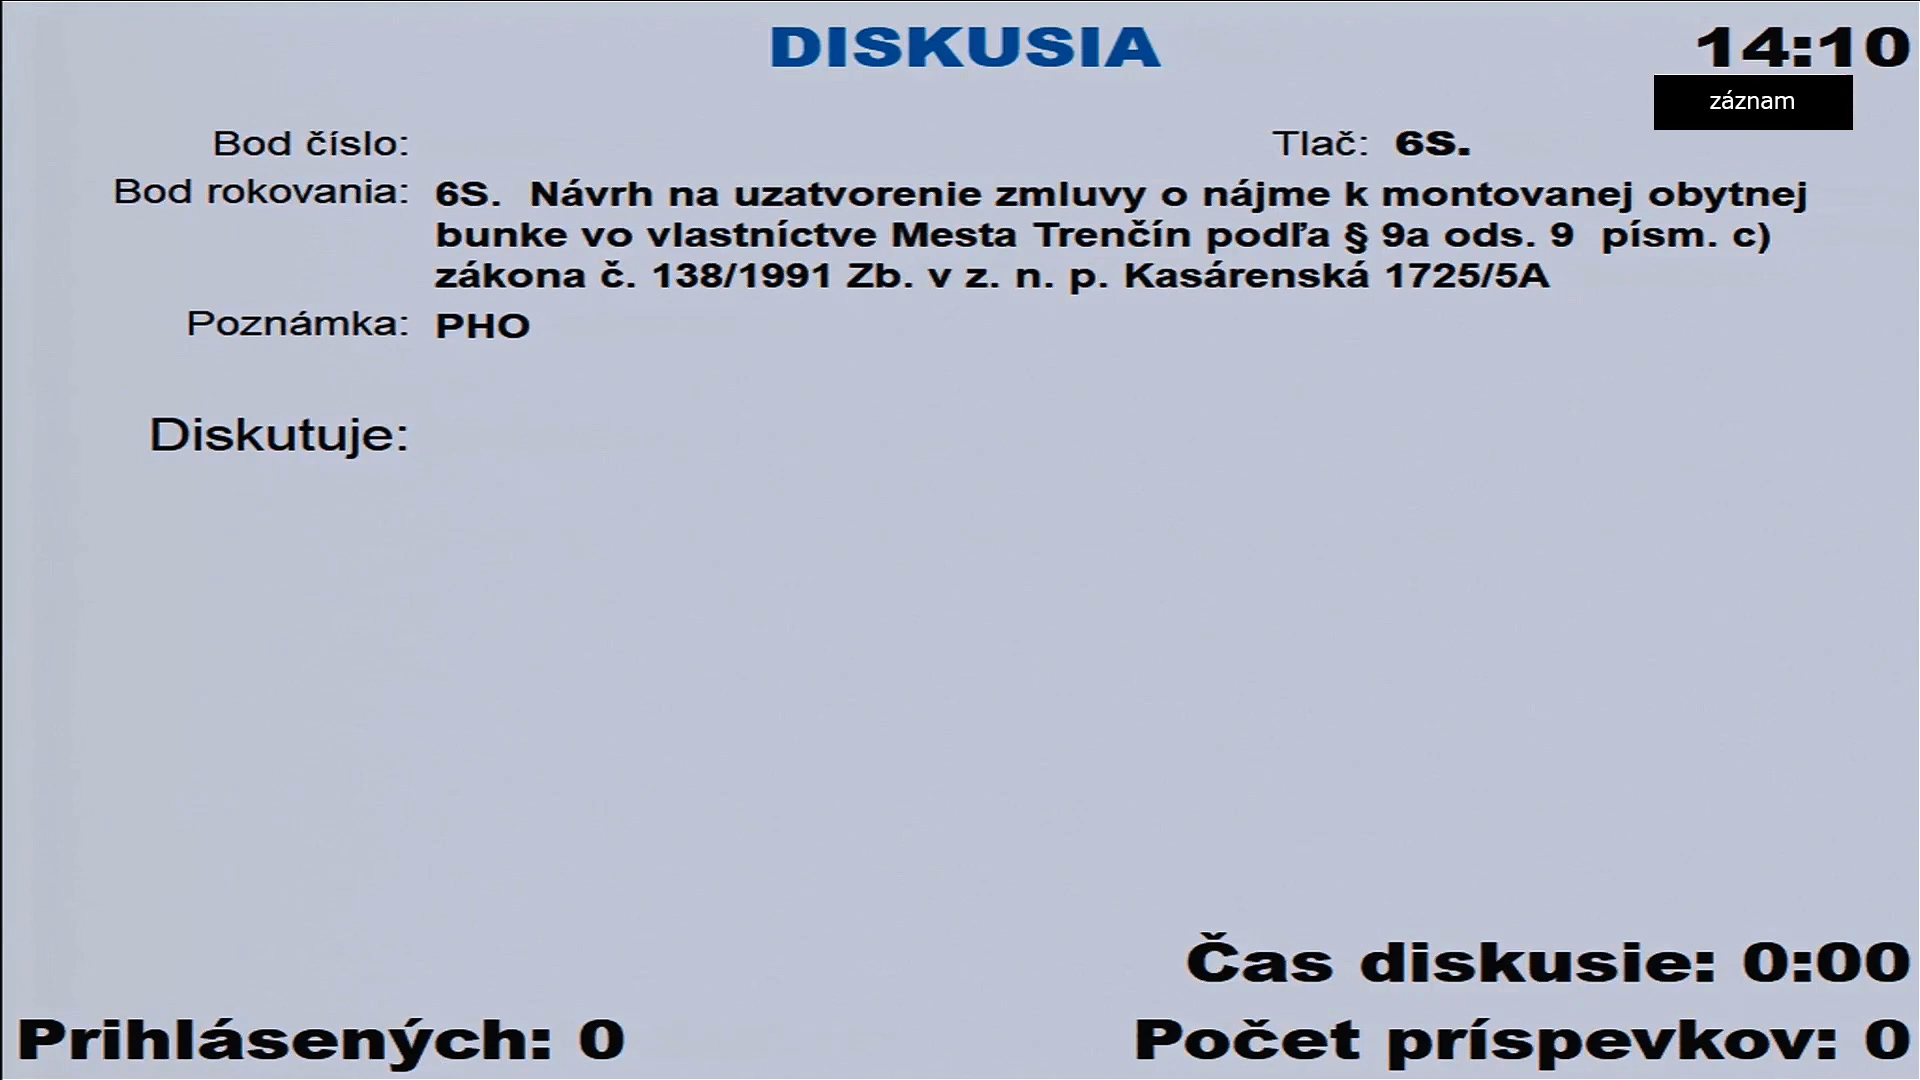 DISKUSIA
14:10
záznam
Bod číslo:
Tlač: 6S.
Bod rokovania: 6S. Návrh na uzatvorenie zmluvy o nájme k montovanej obytnej
bunke vo vlastníctve Mesta Trenčín podľa § 9a ods. 9 písm. c)
zákona č. 138/1991 Zb. v z. n. p. Kasárenská 1725/5A
Poznámka: PHO
Diskutuje:
Čas diskusie: 0:00
Prihlásených: 0
Počet príspevkov: 0